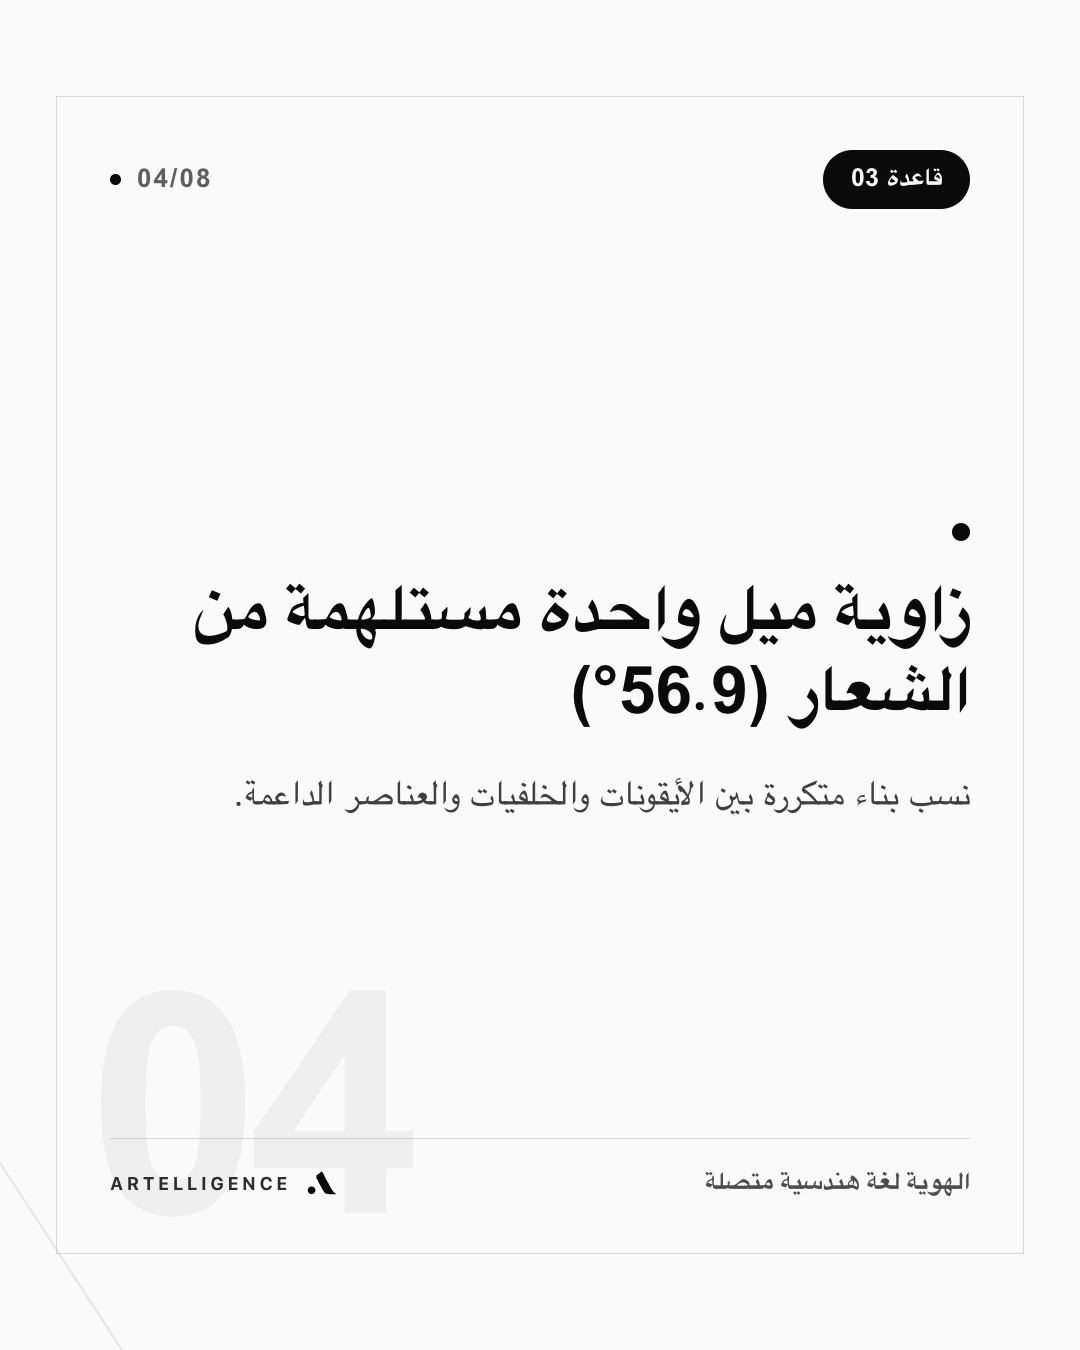 قاعدة 03
04/08
زاوية ميل واحدة مستلهمة من
الشعار (56.9°)
نسب بناء متكررة بين الأيقونات والخلفيات والعناصر الداعمة.
04
الهوية لغة هندسية متصلة
ARTELLIGENCE